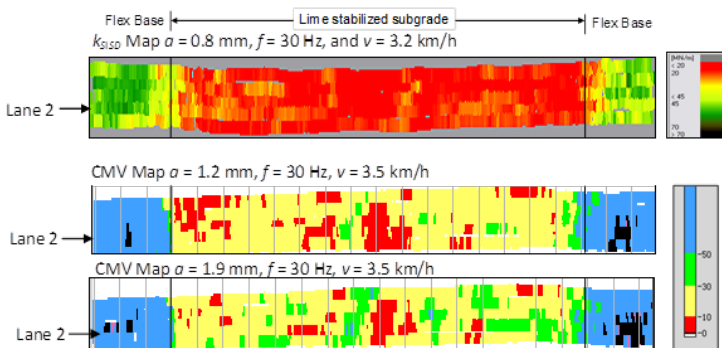 Flex Base
Lime stabilized subgrade
Flex Base
k_SISD Map a = 0.8 mm, f = 30 Hz, and v = 3.2 km/h
[MN/m]
< 20
20
< 45
45
70
> 70
Lane 2
CMV Map a = 1.2 mm, f = 30 Hz, v = 3.5 km/h
Lane 2
CMV Map a = 1.9 mm, f = 30 Hz, v = 3.5 km/h
50
30
10
0
Lane 2